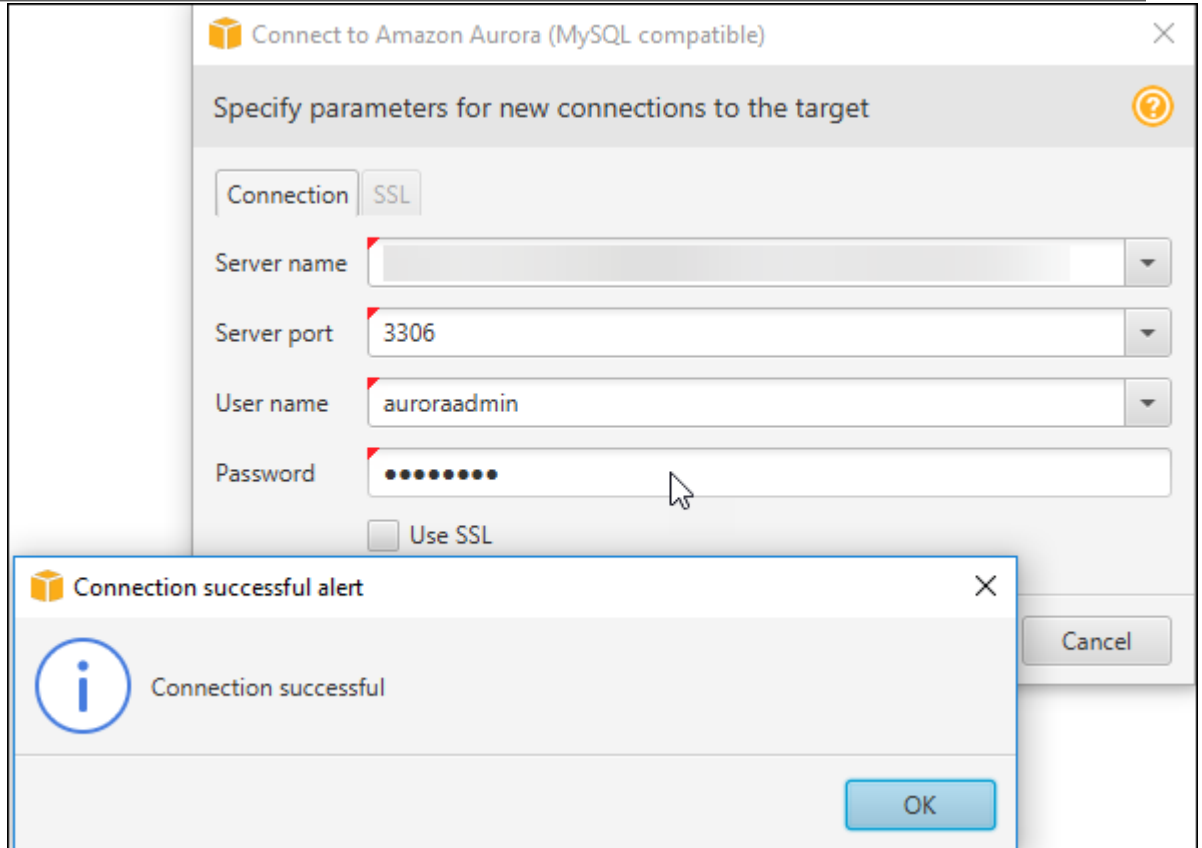 Connect to Amazon Aurora (MySQL compatible)
Specify parameters for new connections to the target
Connection SSL
Server name
Server port 3306
User name auroraadmin
Password ●●●●●●●●
Use SSL
Connection successful alert
Cancel
Connection successful
OK